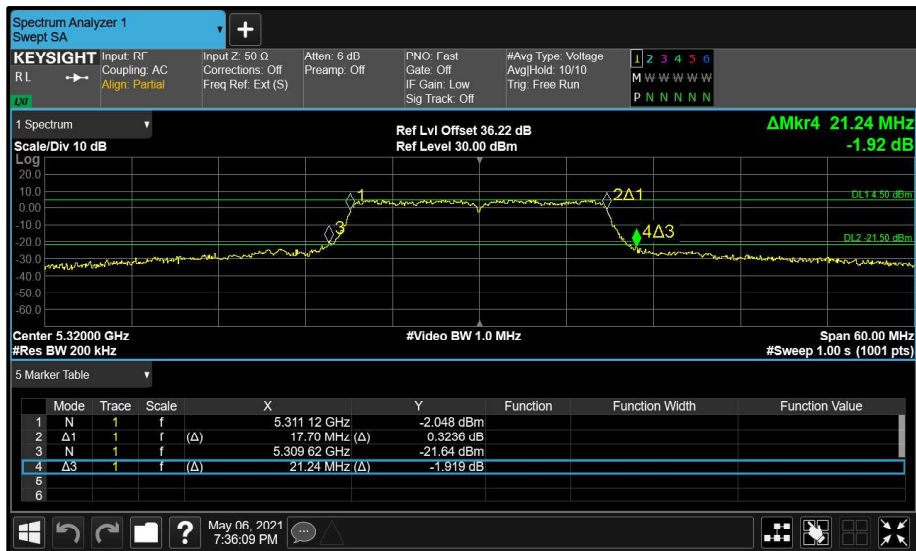 Spectrum Analyzer 1
Swept SA
+
KEYSIGHT Input: RF Input Z: 50 Ω Atten: 6 dB PNO: Fast #Avg Type: Voltage 1 2 3 4 5 6
RL Coupling: AC Corrections: Off Preamp: Off Gate: Off Avg|Hold: 10/10 M W W W W W
Align: Partial Freq Ref: Ext (S) IF Gain: Low Trig: Free Run
LXI Sig Track: Off P N N N N N
1 Spectrum Ref Lvl Offset 36.22 dB ΔMkr4 21.24 MHz
Scale/Div 10 dB Ref Level 30.00 dBm -1.92 dB
Log
20.0
10.0 1 2Δ1 DL1 4.50 dBm
0.00
-10.0 3 4Δ3
-20.0 DL2 -21.50 dBm
-30.0
-40.0
-50.0
-60.0
Center 5.32000 GHz #Video BW 1.0 MHz Span 60.00 MHz
#Res BW 200 kHz #Sweep 1.00 s (1001 pts)
5 Marker Table
Mode Trace Scale X Y Function Function Width Function Value
1 N 1 f 5.311 12 GHz -2.048 dBm
2 Δ1 1 f (Δ) 17.70 MHz (Δ) 0.3236 dB
3 N 1 f 5.309 62 GHz -21.64 dBm
4 Δ3 1 f (Δ) 21.24 MHz (Δ) -1.919 dB
5
6
? May 06, 2021
7:36:09 PM